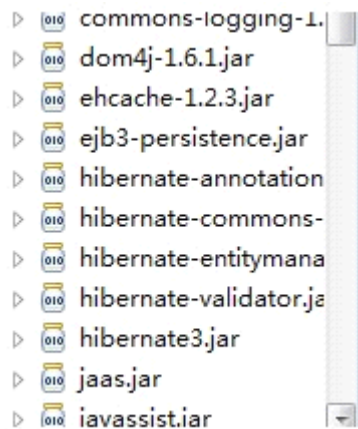 commons-logging-1.
dom4j-1.6.1.jar
ehcache-1.2.3.jar
ejb3-persistence.jar
hibernate-annotation
hibernate-commons-
hibernate-entitymana
hibernate-validator.ja
hibernate3.jar
jaas.jar
javassist.jar